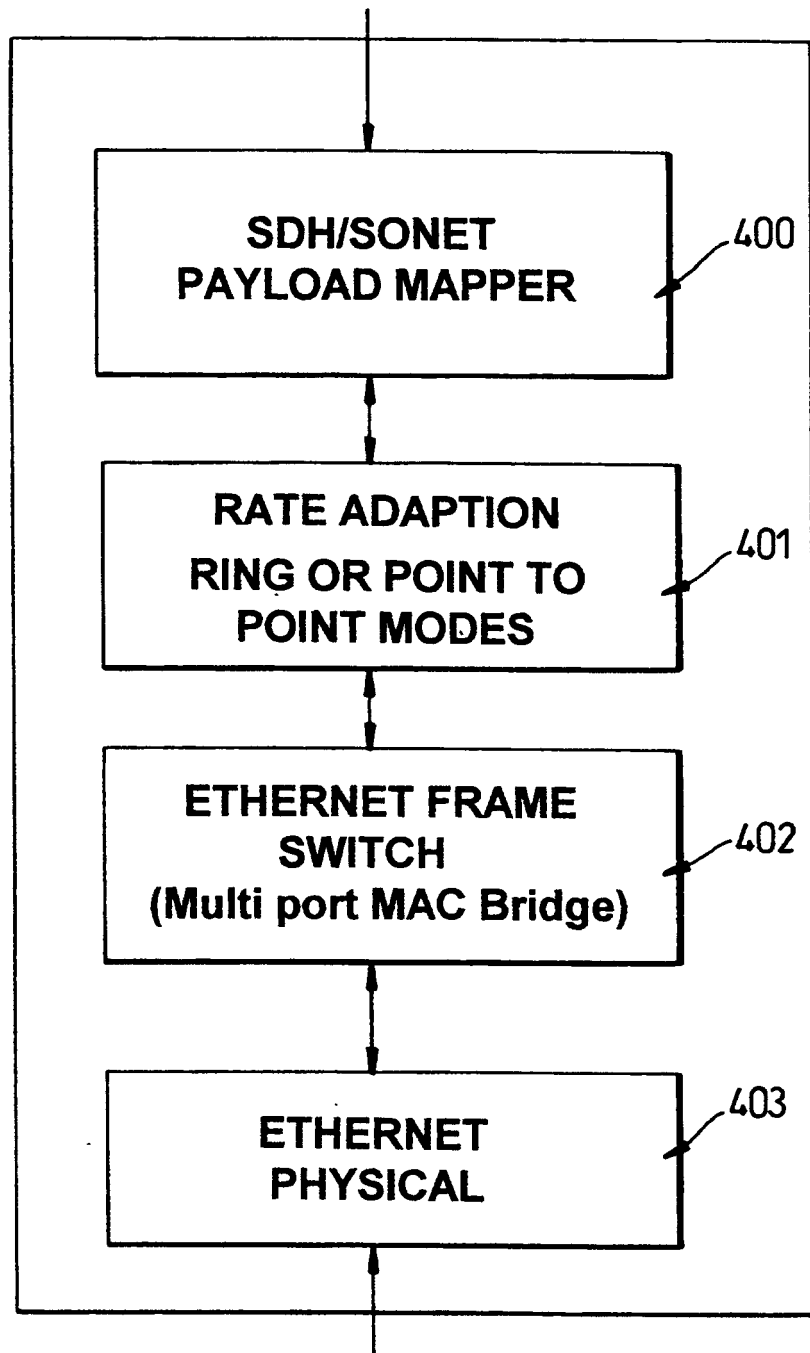 SDH/SONET
PAYLOAD MAPPER
400
RATE ADAPTION
RING OR POINT TO
POINT MODES
401
ETHERNET FRAME
SWITCH
(Multi port MAC Bridge)
402
ETHERNET
PHYSICAL
403